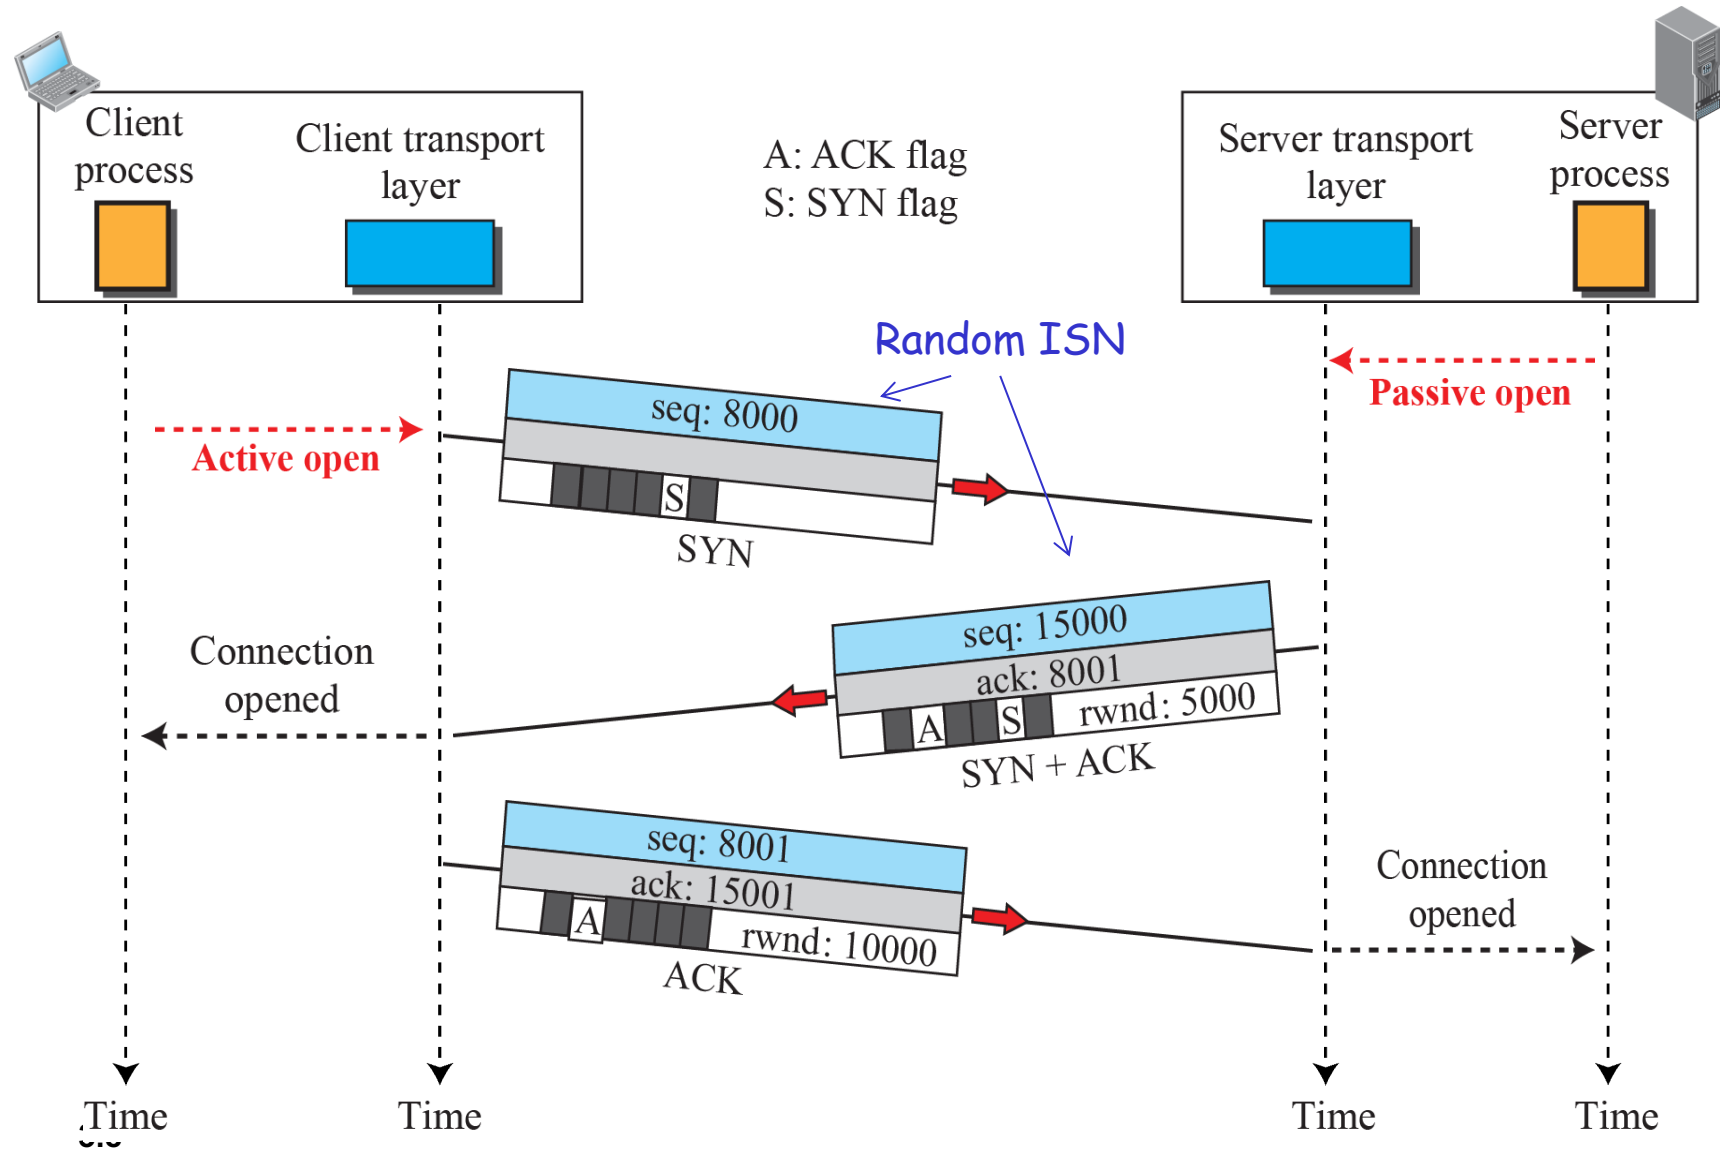 Client
process
Client transport
layer
A: ACK flag
S: SYN flag
Server transport
layer
Server
process
Random ISN
Passive open
Active open
seq: 8000
S
SYN
seq: 15000
ack: 8001
A
S
rwnd: 5000
SYN + ACK
Connection
opened
seq: 8001
ack: 15001
A
rwnd: 10000
ACK
Connection
opened
Time
Time
Time
Time